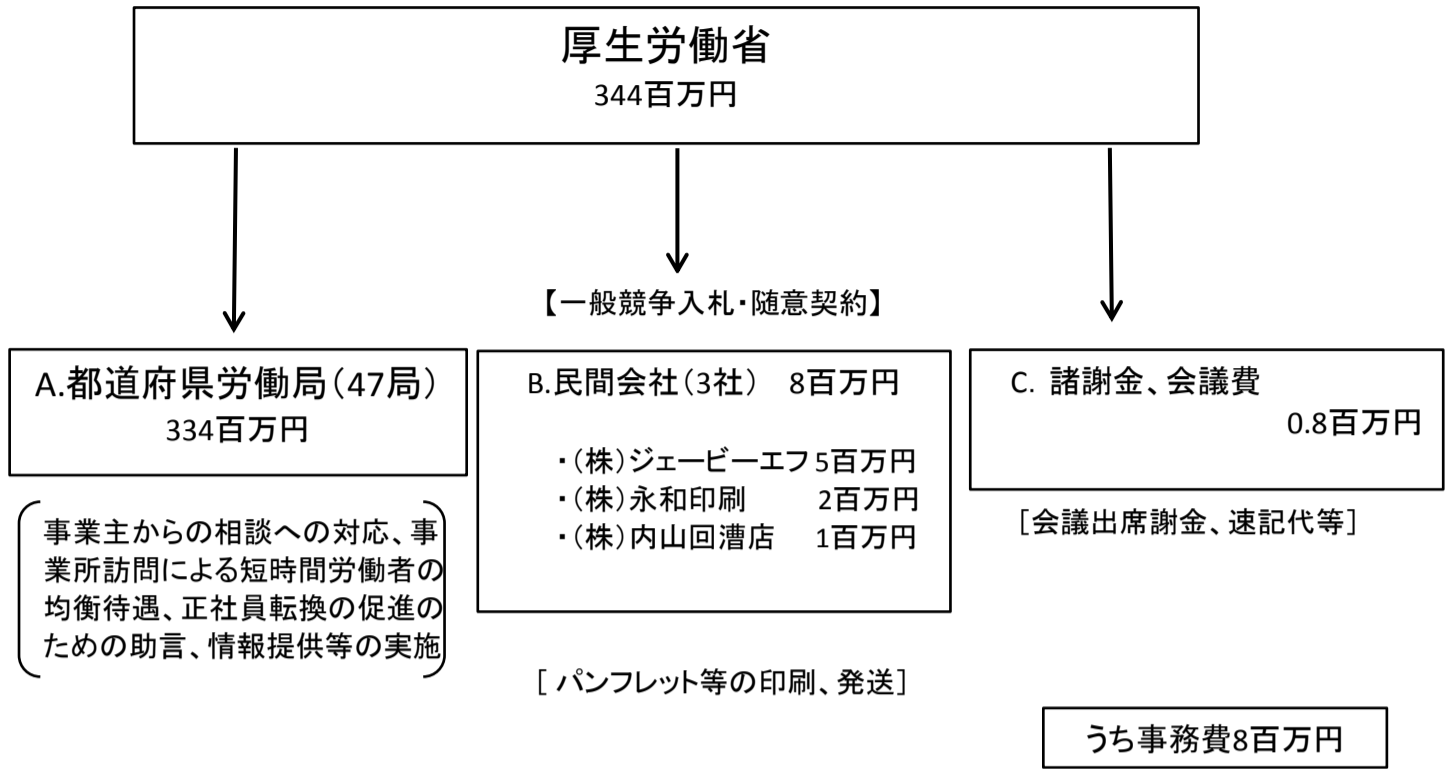 厚生労働省
344百万円
【一般競争入札・随意契約】
A.都道府県労働局(47局)
334百万円
事業主からの相談への対応、事
業所訪問による短時間労働者の
均衡待遇、正社員転換の促進の
ための助言、情報提供等の実施
B.民間会社(3社) 8百万円
・(株)ジェービーエフ 5百万円
・(株)永和印刷 2百万円
・(株)内山回漕店 1百万円
[ パンフレット等の印刷、発送]
C. 諸謝金、会議費
0.8百万円
[会議出席謝金、速記代等]
うち事務費8百万円